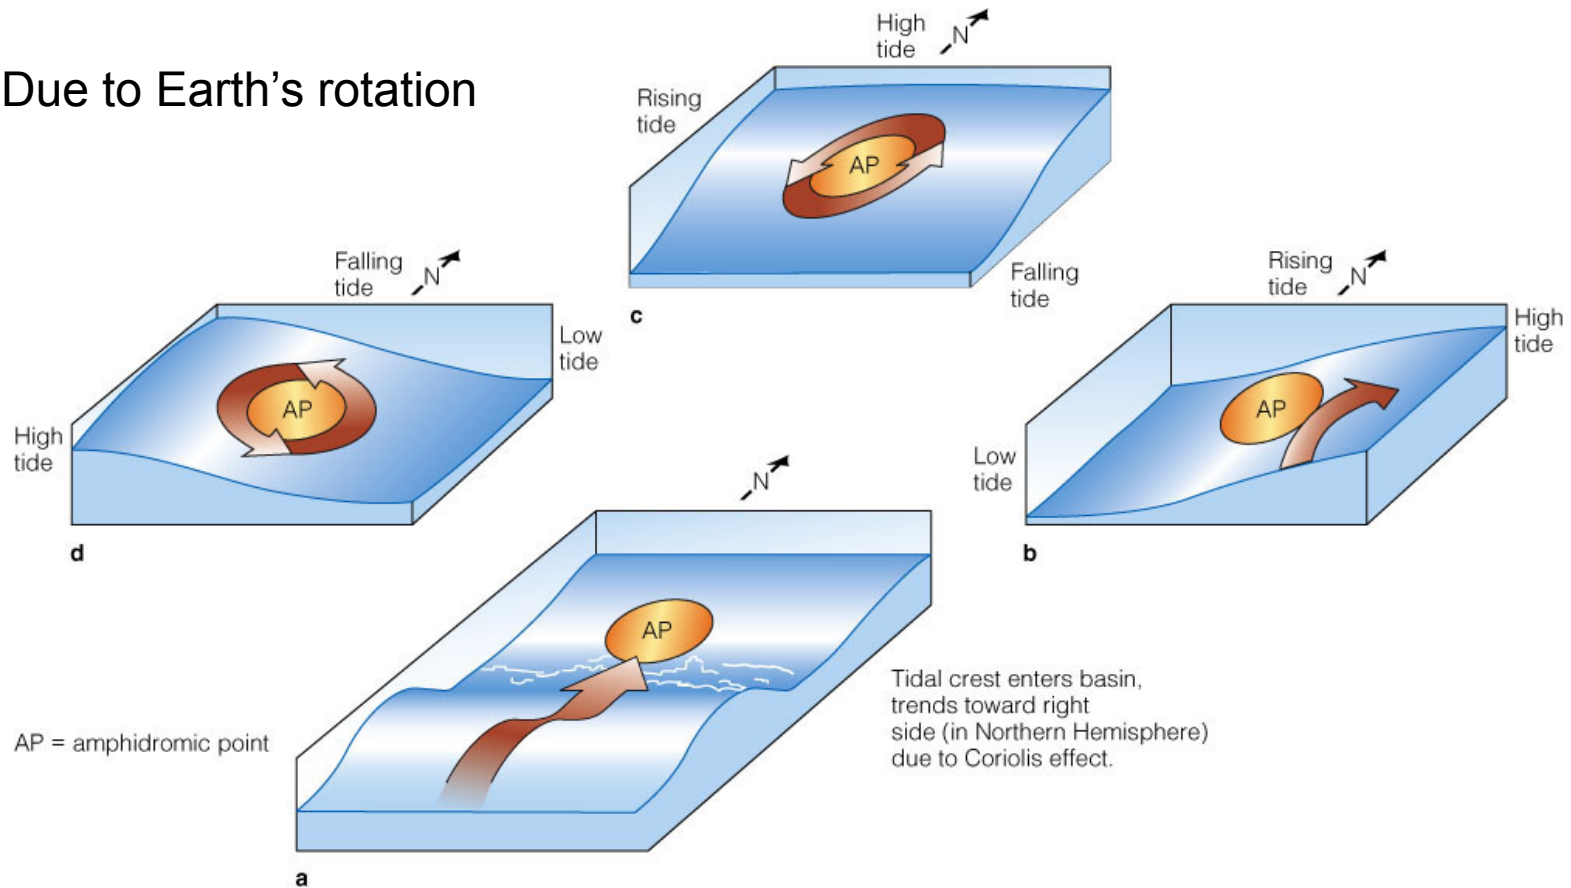 Due to Earth's rotation
High
tide
N
Rising
tide
AP
Falling
tide
c
Falling
tide
N
Low
tide
AP
High
tide
d
Rising
tide
N
High
tide
AP
Low
tide
b
N
AP
Tidal crest enters basin,
trends toward right
side (in Northern Hemisphere)
due to Coriolis effect.
AP = amphidromic point
a